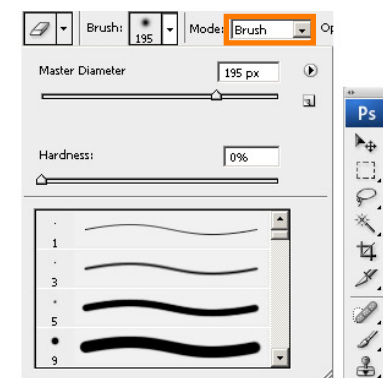 Brush: 195 Mode: Brush Op
Master Diameter 195 px
Hardness: 0%
1
3
5
9
Ps